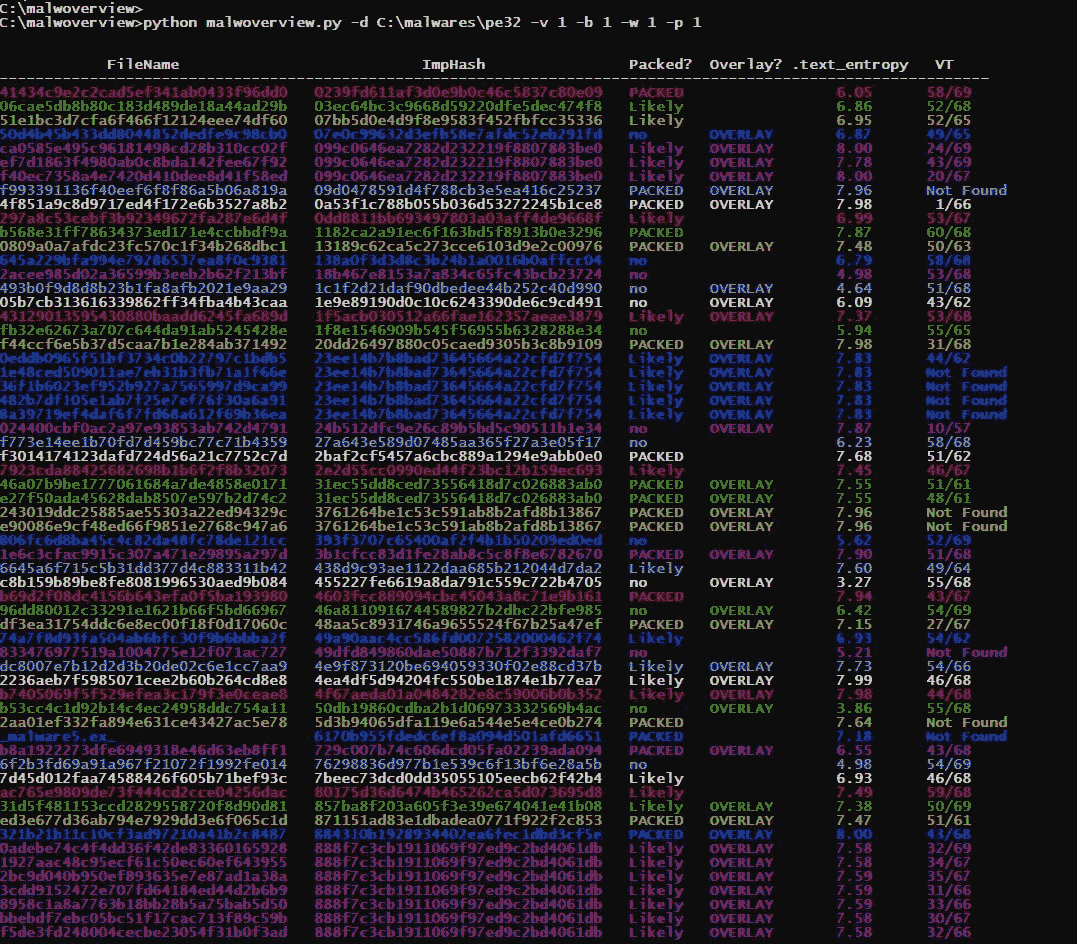 C:\malwoverview>
C:\malwoverview>python malwoverview.py -d C:\malwares\pe32 -v 1 -b 1 -w 1 -p 1
FileName ImpHash Packed? Overlay? .text_entropy VT
--------------------------------------------------------------------------------
41434c9e2c2cad5ef341ab0433f96dd0 0239fd611af3d0e9b0c46c5837c80e09 PACKED 6.05 58/69
06cae5db8b80c183d489de18a44ad29b 03ec64bc3c9668d59220dfe5dec474f8 Likely 6.86 52/68
51e1bc3d7cfa6f466f12124eee74df60 07bb5d0e4d9f8e9583f452fbfcc35336 Likely 6.95 52/65
50d4b45b433dd8044852dedfe9c98cb0 07e0c99632d3efb58e7afdc52eb291fd no OVERLAY 6.87 49/65
ca0585e495c96181498cd28b310cc02f 099c0646ea7282d232219f8807883be0 Likely OVERLAY 8.00 24/69
ef7d1863f4980ab0c8bda142fee67f92 099c0646ea7282d232219f8807883be0 Likely OVERLAY 7.78 43/69
f40ec7358a4e7420d410dee8d41f58ed 099c0646ea7282d232219f8807883be0 Likely OVERLAY 8.00 20/67
f993391136f40eef6f8f86a5b06a819a 09d0478591d4f788cb3e5ea416c25237 PACKED OVERLAY 7.96 Not Found
4f851a9c8d9717ed4f172e6b3527a8b2 0a53f1c788b055b036d53272245b1ce8 PACKED OVERLAY 7.98 1/66
297a8c53cebf3b92349672fa287e6d4f 0dd8811bb693497803a03aff4de9668f Likely 6.99 53/67
b568e31ff78634373ed171e4ccbbdf9a 1182ca2a91ec6f163bd5f8913b0e3296 PACKED 7.87 60/68
0809a0a7afdc23fc570c1f34b268dbc1 13189c62ca5c273cce6103d9e2c00976 PACKED OVERLAY 7.48 50/63
645a229bfa994e79286537ea8f0c9381 138a0f3d3d8c3b24b1a0016b0affcc04 no 6.79 58/68
2acee985d02a36599b3eeb2b62f213bf 18b467e8153a7a834c65fc43bcb23724 no 4.98 53/68
493b0f9d8d8b23b1fa8afb2021e9aa29 1c1f2d21daf90dbedee44b252c40d990 no OVERLAY 4.64 51/68
05b7cb313616339862ff34fba4b43caa 1e9e89190d0c10c6243390de6c9cd491 no OVERLAY 6.09 43/62
43129013595430880baadd6245fa689d 1f5acb030512a66fae162357aeae3879 Likely OVERLAY 7.37 53/68
fb32e62673a707c644da91ab5245428e 1f8e1546909b545f56955b6328288e34 no 5.94 55/65
f44ccf6e5b37d5caa7b1e284ab371492 20dd26497880c05caed9305b3c8b9109 PACKED OVERLAY 7.98 31/68
0eddb0965f51bf3734c0b22797c1bdb5 23ee14b7b8bad73645664a22cfd7f754 Likely OVERLAY 7.83 44/62
1e48ced509011ae7eb31b3fb71a1f66e 23ee14b7b8bad73645664a22cfd7f754 Likely OVERLAY 7.83 Not Found
36f1b6023ef952b927a7565997d9ca99 23ee14b7b8bad73645664a22cfd7f754 Likely OVERLAY 7.83 Not Found
482b7df105e1ab7f25e7ef76f30a6a91 23ee14b7b8bad73645664a22cfd7f754 Likely OVERLAY 7.83 Not Found
8a39719ef4daf6f7fd68a612f69b36ea 23ee14b7b8bad73645664a22cfd7f754 Likely OVERLAY 7.83 Not Found
024400cbf0ac2a97e93853ab742d4791 24b512dfc9e26c89b5bd5c90511b1e34 no OVERLAY 7.87 10/57
f773e14ee1b70fd7d459bc77c71b4359 27a643e589d07485aa365f27a3e05f17 no 6.23 58/68
f3014174123dafd724d56a21c7752c7d 2baf2cf5457a6cbc889a1294e9abb0e0 PACKED 7.68 51/62
7923cda88425682698b1b6f2f8b32073 2e2d55cc0990ed44f23bc12b159ec693 Likely 7.45 46/67
46a07b9be1777061684a7de4858e0171 31ec55dd8ced73556418d7c026883ab0 PACKED OVERLAY 7.55 51/61
e27f50ada45628dab8507e597b2d74c2 31ec55dd8ced73556418d7c026883ab0 PACKED OVERLAY 7.55 48/61
243019ddc25885ae55303a22ed94329c 3761264be1c53c591ab8b2afd8b13867 PACKED OVERLAY 7.96 Not Found
e90086e9cf48ed66f9851e2768c947a6 3761264be1c53c591ab8b2afd8b13867 PACKED OVERLAY 7.96 Not Found
806fc6d8ba45c4c82da48fc78de121cc 393f3707c65400af2f4b1b50209ed0ed no 5.62 52/69
1e6c3cfac9915c307a471e29895a297d 3b1cfcc83d1fe28ab8c5c8f8e6782670 PACKED OVERLAY 7.90 51/68
6645a6f715c5b31dd377d4c883311b42 438d9c93ae1122daa685b212044d7da2 Likely 7.60 49/64
c8b159b89be8fe8081996530aed9b084 455227fe6619a8da791c559c722b4705 no OVERLAY 3.27 55/68
b69d2f08dc4156b643efa0f5ba193980 4603fcc889094cbc45043a8c71e9b161 PACKED 7.94 43/67
96dd80012c33291e1621b66f5bd66967 46a8110916744589827b2dbc22bfe985 no OVERLAY 6.42 54/69
df3ea31754ddc6e8ec00f18f0d17060c 48aa5c8931746a9655524f67b25a47ef PACKED OVERLAY 7.15 27/67
74a7f8d93fa504ab6bfc30f9b6bbba2f 49a90aac4cc586fd0072582000462f74 Likely 6.93 54/62
833476977519a1004775e12f071ac727 49dfd849860dae50887b712f3392daf7 no 5.21 Not Found
dc8007e7b12d2d3b20de02c6e1cc7aa9 4e9f873120be694059330f02e88cd37b Likely OVERLAY 7.73 54/66
2236aeb7f5985071cee2b60b264cd8e8 4ea4df5d94204fc550be1874e1b77ea7 Likely OVERLAY 7.99 46/68
b7405069f5f529efea3c179f3e0ceae8 4f67aeda01a0484282e8c59006b0b352 Likely 7.98 44/68
b53cc4c1d92b14c4ec24958ddc754a11 50db19860cdba2b1d06973332569b4ac no OVERLAY 3.86 55/68
2aa01ef332fa894e631ce43427ac5e78 5d3b94065dfa119e6a544e5e4ce0b274 PACKED 7.64 Not Found
_malware5.ex_ 6170b955fdedc6ef8a094d501afd6651 PACKED 7.18 Not Found
b8a1922273dfe6949318e46d63eb8ff1 729c007b74c606dcd05fa02239ada094 PACKED OVERLAY 6.55 43/68
6f2b3fd69a91a967f21072f1992fe014 76298836d977b1e539c6f13bf6e28a5b no 4.98 54/69
7d45d012faa74588426f605b71bef93c 7beec73dcd0dd35055105eecb62f42b4 Likely 6.93 46/68
ac765e9809de73f444cd2cce04256dac 80175d36d6474b465262ca5d073695d8 Likely 7.49 59/68
31d5f481153ccd2829558720f8d90d81 857ba8f203a605f3e39e674041e41b08 Likely OVERLAY 7.38 50/69
ed3e677d36ab794e7929dd3e6f065c1d 871151ad83e1dbadea0771f922f2c853 PACKED OVERLAY 7.47 51/61
321b21b11c10cf3ad97210a41b2c8487 884310b1928934402ea6fec1dbd3cf5e PACKED OVERLAY 8.00 43/68
0adebe74c4f4dd36f42de83360165928 888f7c3cb1911069f97ed9c2bd4061db Likely OVERLAY 7.58 32/69
1927aac48c95ecf61c50ec60ef643955 888f7c3cb1911069f97ed9c2bd4061db Likely OVERLAY 7.58 34/67
2bc9d040b950ef893635e7e87ad1a38a 888f7c3cb1911069f97ed9c2bd4061db Likely OVERLAY 7.59 35/67
3cdd9152472e707fd64184ed44d2b6b9 888f7c3cb1911069f97ed9c2bd4061db Likely OVERLAY 7.59 31/66
8958c1a8a7763b18bb28b5a75bab5d50 888f7c3cb1911069f97ed9c2bd4061db Likely OVERLAY 7.59 33/66
bbebdf7ebc05bc51f17cac713f89c59b 888f7c3cb1911069f97ed9c2bd4061db Likely OVERLAY 7.58 30/67
f5de3fd248004cecbe23054f31b0f3ad 888f7c3cb1911069f97ed9c2bd4061db Likely OVERLAY 7.58 32/66